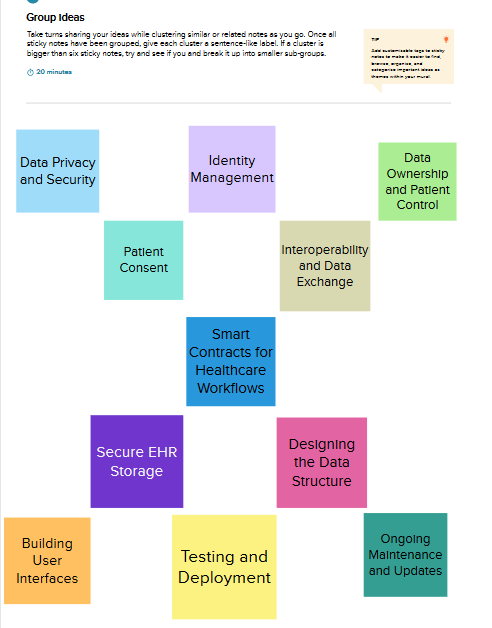 Group Ideas
Take turns sharing your ideas while clustering similar or related notes as you go. Once all
sticky notes have been grouped, give each cluster a sentence-like label. If a cluster is
bigger than six sticky notes, try and see if you and break it up into smaller sub-groups.
20 minutes
TIP
Add customizable tags to sticky
notes to make it easier to find,
browse, organize, and
categorize important ideas as
themes within your mural.
Data Privacy
and Security
Identity
Management
Data
Ownership
and Patient
Control
Patient
Consent
Interoperability
and Data
Exchange
Smart
Contracts for
Healthcare
Workflows
Secure EHR
Storage
Designing
the Data
Structure
Building
User
Interfaces
Testing and
Deployment
Ongoing
Maintenance
and Updates